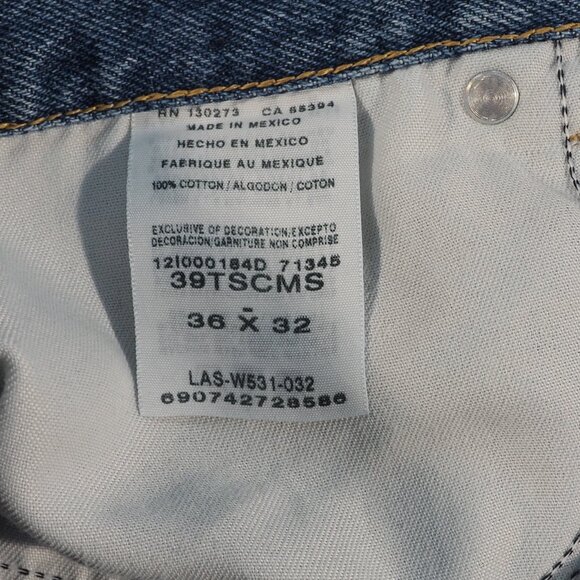 RN 130273 CA 65394
MADE IN MEXICO
HECHO EN MEXICO
FABRIQUE AU MEXIQUE
100% COTTON / ALGODON / COTON
EXCLUSIVE OF DECORATION/EXCEPTO
DECORACION/GARNITURE NON COMPRISE
12I000184D 71345
39TSCMS
36 X 32
LAS-W531-032
690742728586